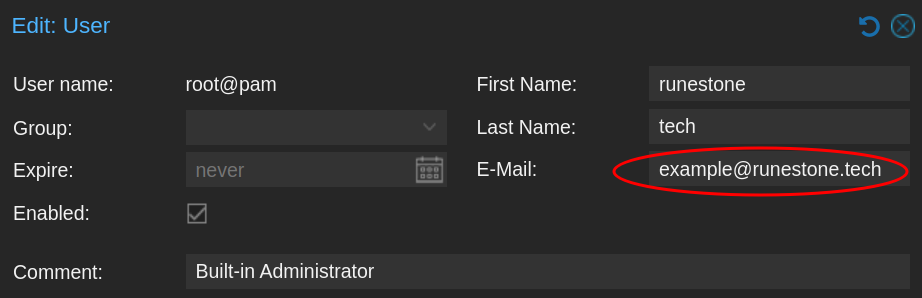 Edit: User
User name: root@pam
First Name: runestone
Group:
Last Name: tech
Expire: never
E-Mail: example@runestone.tech
Enabled:
Comment: Built-in Administrator